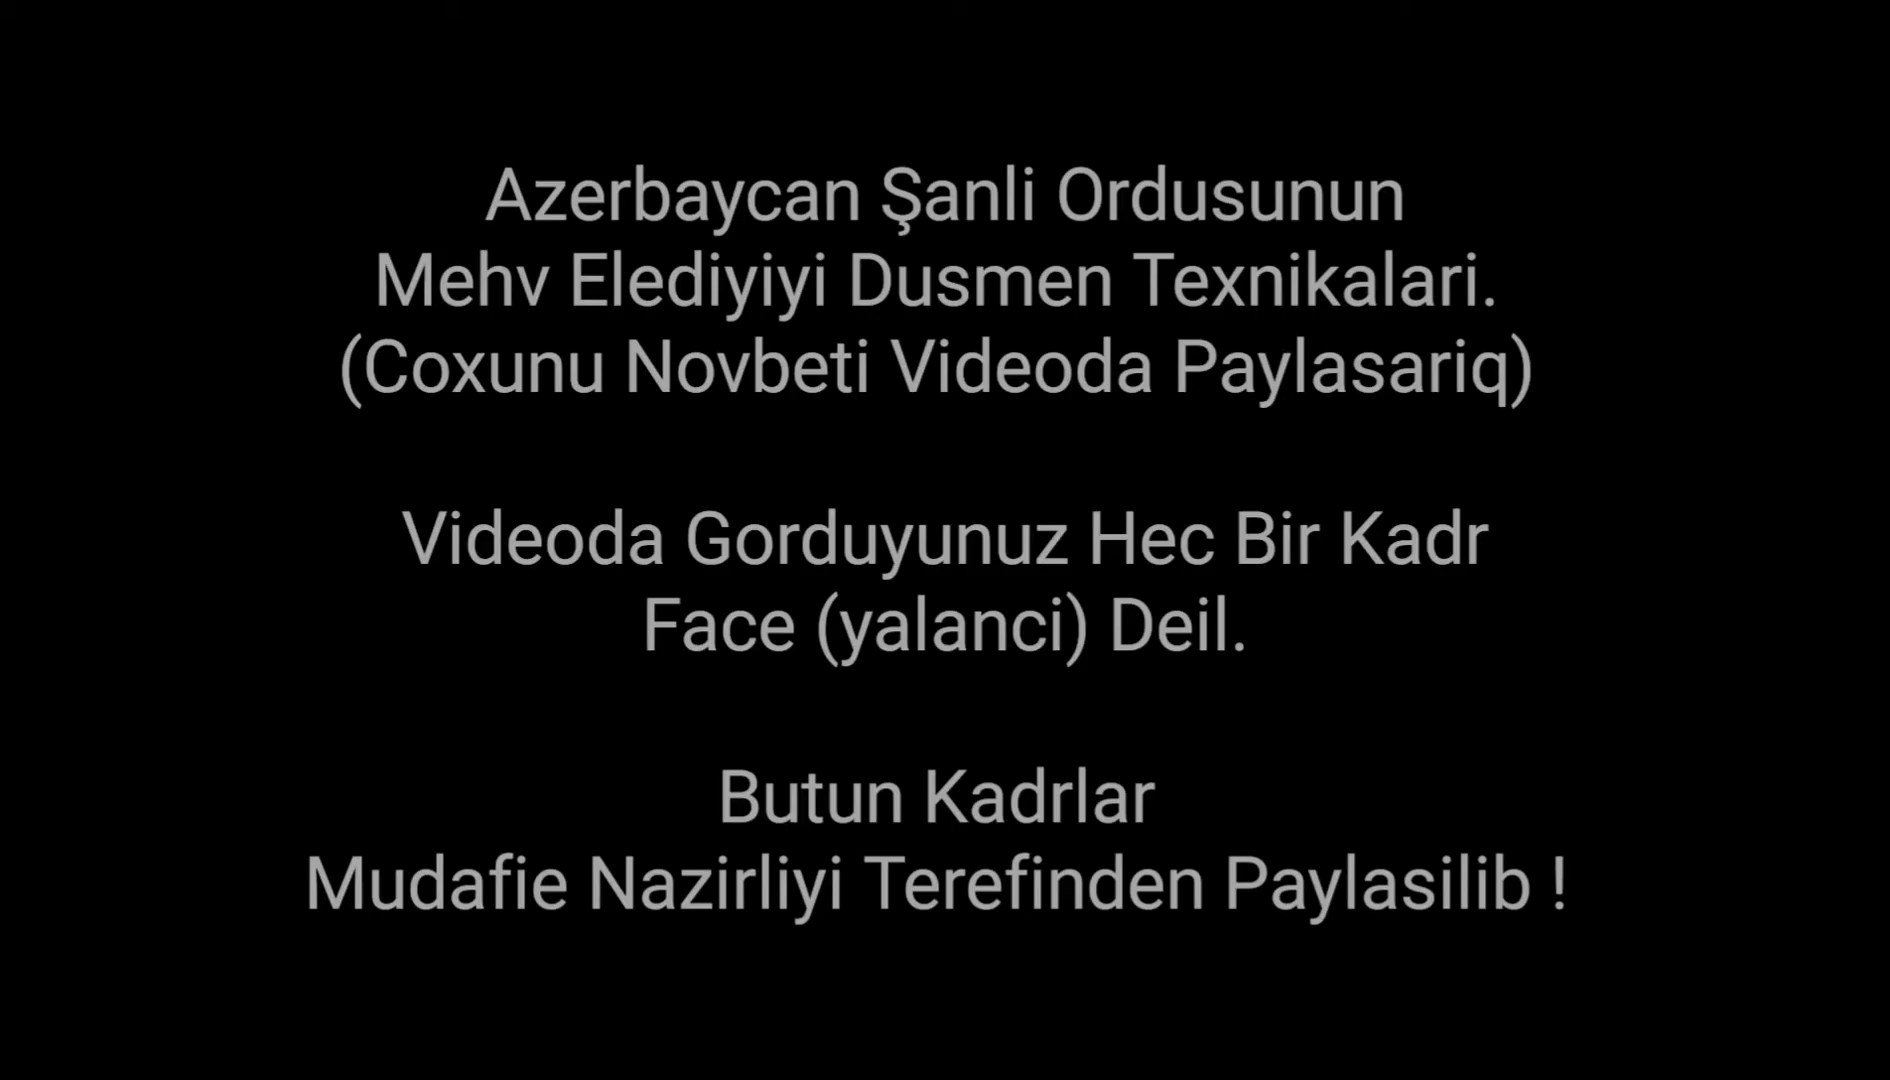 Azerbaycan Şanli Ordusunun
Mehv Elediyiyi Dusmen Texnikalari.
(Coxunu Novbeti Videoda Paylasariq)
Videoda Gorduyunuz Hec Bir Kadr
Face (yalanci) Deil.
Butun Kadrlar
Mudafie Nazirliyi Terefinden Paylasilib !